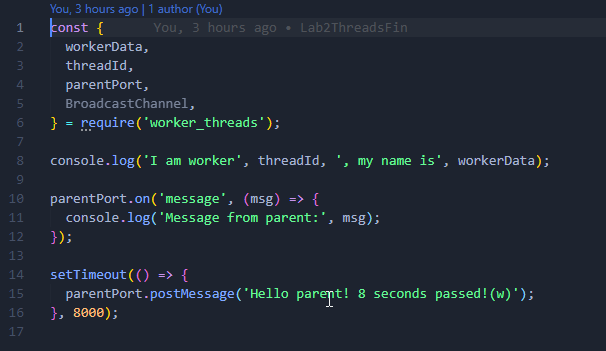 You, 3 hours ago | 1 author (You)
1 const { You, 3 hours ago • Lab2ThreadsFin
2 workerData,
3 threadId,
4 parentPort,
5 BroadcastChannel,
6 } = require('worker_threads');
7
8 console.log('I am worker', threadId, ', my name is', workerData);
9
10 parentPort.on('message', (msg) => {
11 console.log('Message from parent:', msg);
12 });
13
14 setTimeout(() => {
15 parentPort.postMessage('Hello parent! 8 seconds passed!(w)');
16 }, 8000);
17